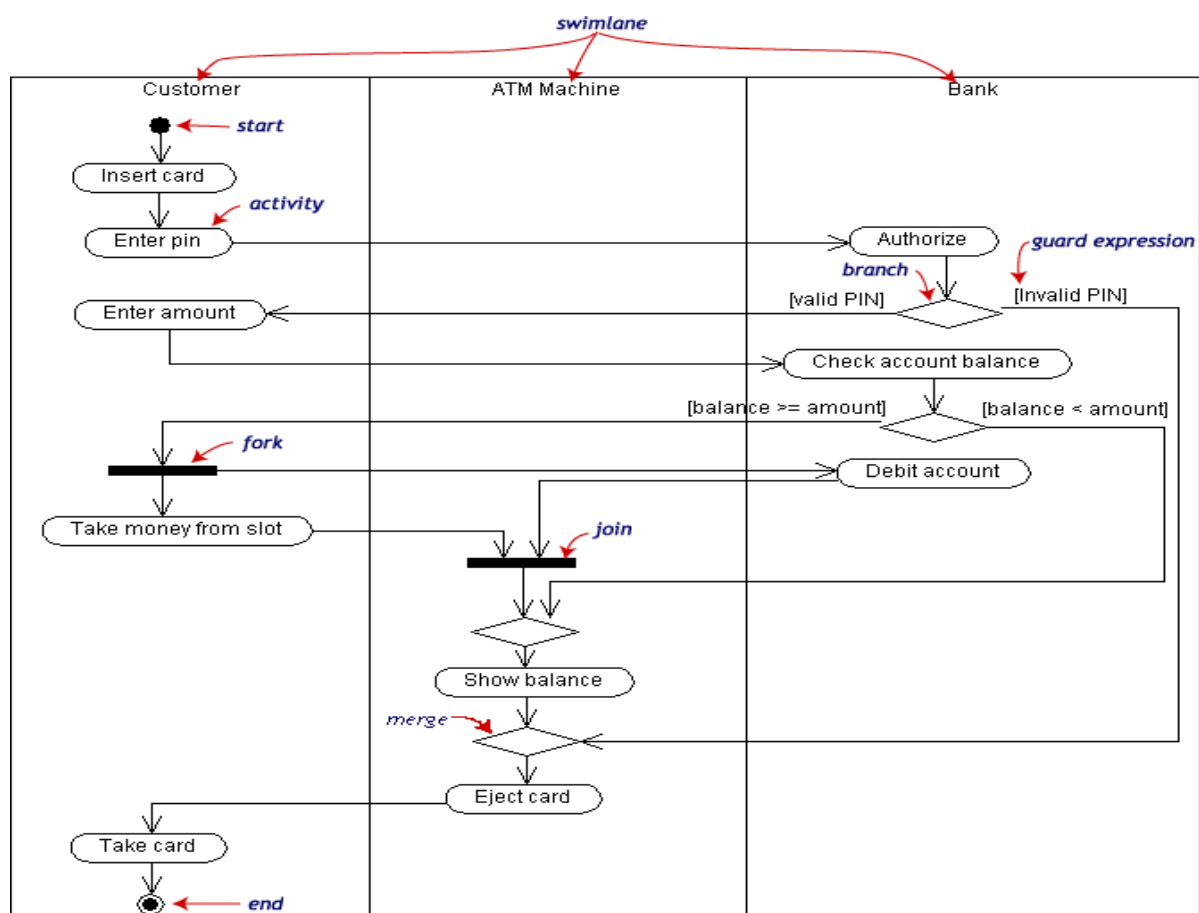 swimlane
Customer
ATM Machine
Bank
start
Insert card
activity
Enter pin
Authorize
guard expression
branch
[valid PIN]
[Invalid PIN]
Enter amount
Check account balance
[balance >= amount]
[balance < amount]
fork
Debit account
Take money from slot
join
Show balance
merge
Eject card
Take card
end